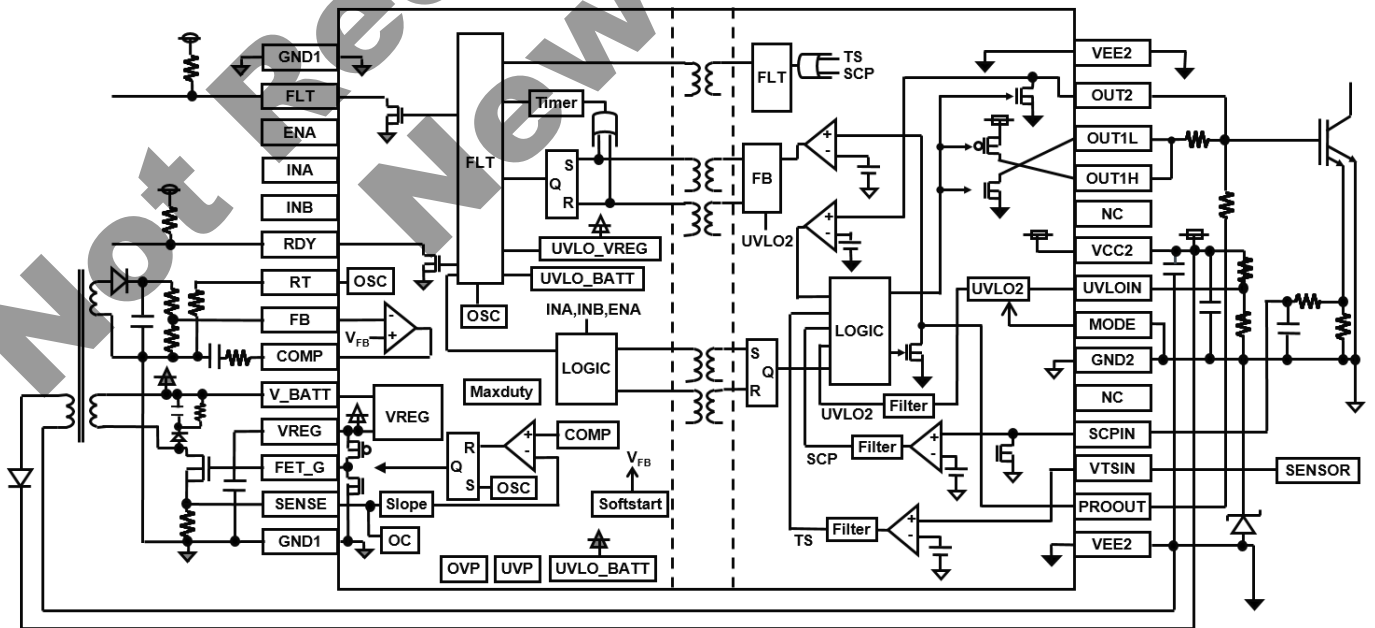 Not Re
New
GND1
FLT
ENA
INA
INB
RDY
RT
FB
COMP
V_BATT
VREG
FET_G
SENSE
GND1
OSC
VFB
FLT
Timer
S
Q
R
UVLO_VREG
UVLO_BATT
OSC
INA,INB,ENA
LOGIC
Maxduty
VREG
R
Q
S
COMP
OSC
Slope
OC
VFB
Softstart
OVP
UVP
UVLO_BATT
+
-
+
-
FLT
TS
SCP
FB
UVLO2
+
-
+
-
S
Q
R
LOGIC
UVLO2
UVLO2
Filter
SCP
Filter
+
-
TS
Filter
+
-
VEE2
OUT2
OUT1L
OUT1H
NC
VCC2
UVLOIN
MODE
GND2
NC
SCPIN
VTSIN
PROOUT
VEE2
SENSOR